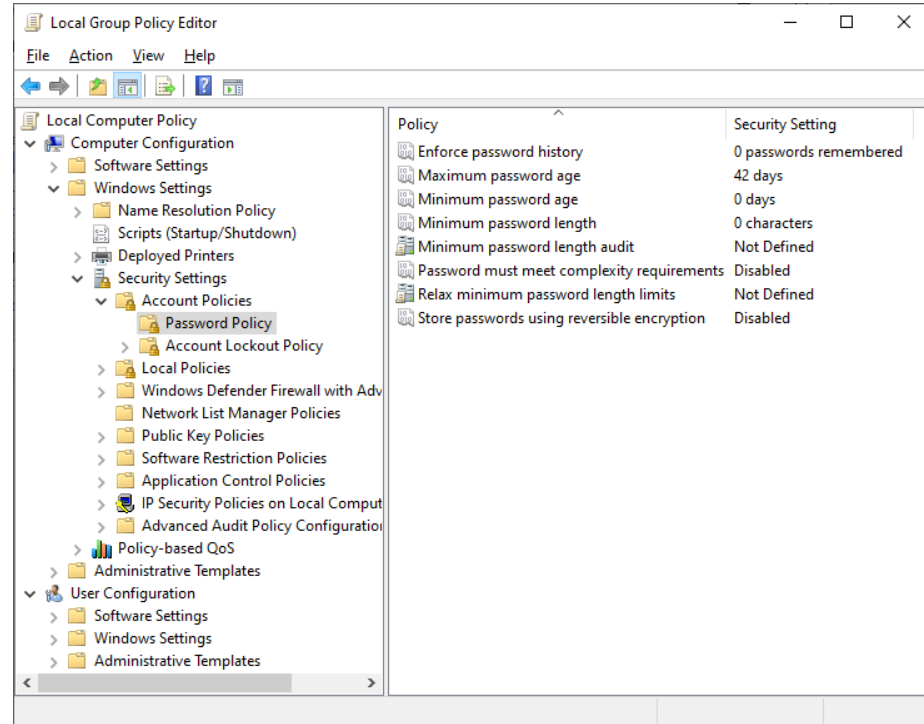 Local Group Policy Editor
File Action View Help
Local Computer Policy
Computer Configuration
Software Settings
Windows Settings
Name Resolution Policy
Scripts (Startup/Shutdown)
Deployed Printers
Security Settings
Account Policies
Password Policy
Account Lockout Policy
Local Policies
Windows Defender Firewall with Adv
Network List Manager Policies
Public Key Policies
Software Restriction Policies
Application Control Policies
IP Security Policies on Local Comput
Advanced Audit Policy Configuration
Policy-based QoS
Administrative Templates
User Configuration
Software Settings
Windows Settings
Administrative Templates
Policy Security Setting
Enforce password history 0 passwords remembered
Maximum password age 42 days
Minimum password age 0 days
Minimum password length 0 characters
Minimum password length audit Not Defined
Password must meet complexity requirements Disabled
Relax minimum password length limits Not Defined
Store passwords using reversible encryption Disabled